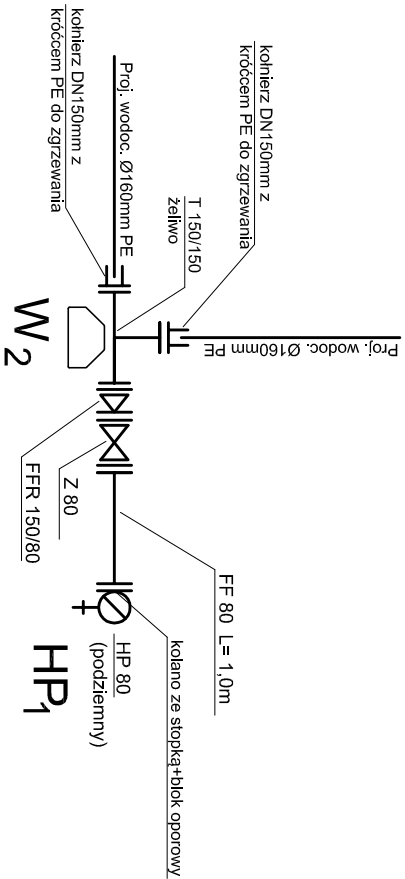 kołnierz DN150mm z
króćcem PE do zgrzewania
Proj. wodoc. Ø160mm PE
T 150/150
żeliwo
kołnierz DN150mm z
króćcem PE do zgrzewania
Proj. wodoc. Ø160mm PE
W2
FFR 150/80
Z 80
FF 80 L= 1,0m
kolano ze stopką+blok oporowy
HP 80
(podziemny)
HP1